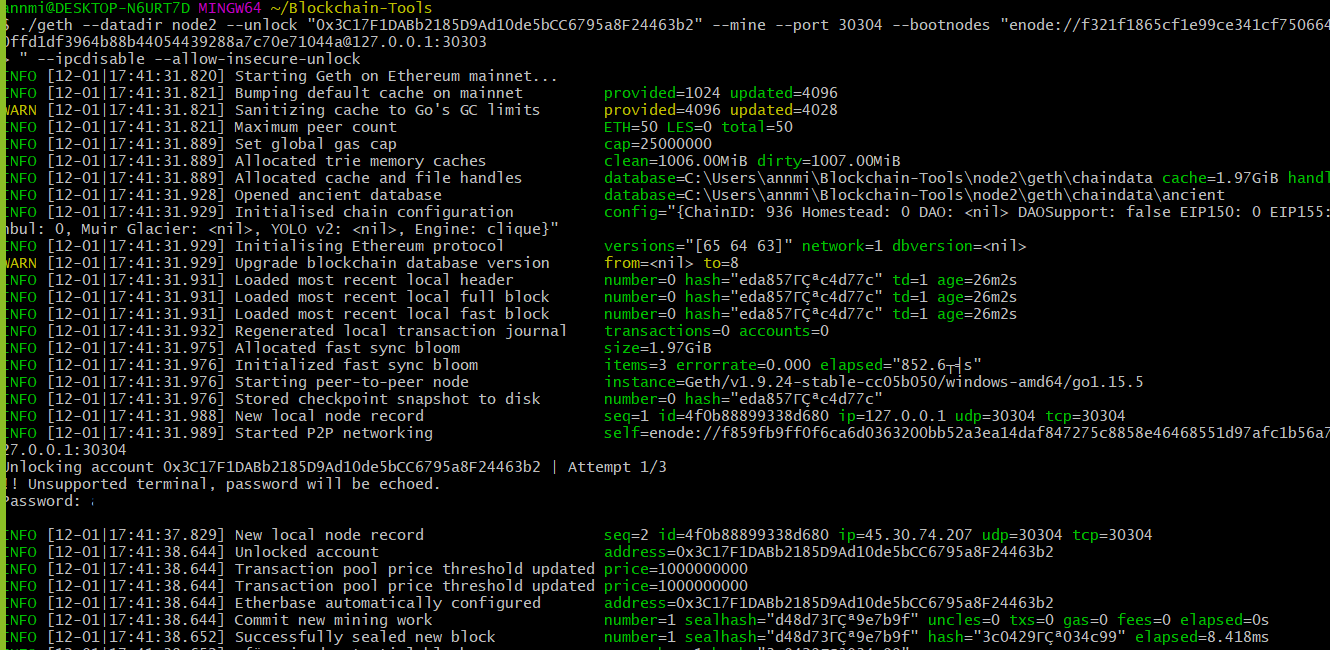 annmi@DESKTOP-N6URT7D MINGW64 ~/Blockchain-Tools
$ ./geth --datadir node2 --unlock "0x3C17F1DABb2185D9Ad10de5bCC6795a8F24463b2" --mine --port 30304 --bootnodes "enode://f321f1865cf1e99ce341cf750664
0ffd1df3964b88b44054439288a7c70e71044a@127.0.0.1:30303
> " --ipcdisable --allow-insecure-unlock
INFO [12-01|17:41:31.820] Starting Geth on Ethereum mainnet...
INFO [12-01|17:41:31.821] Bumping default cache on mainnet provided=1024 updated=4096
WARN [12-01|17:41:31.821] Sanitizing cache to Go's GC limits provided=4096 updated=4028
INFO [12-01|17:41:31.821] Maximum peer count ETH=50 LES=0 total=50
INFO [12-01|17:41:31.889] Set global gas cap cap=25000000
INFO [12-01|17:41:31.889] Allocated trie memory caches clean=1006.00MiB dirty=1007.00MiB
INFO [12-01|17:41:31.889] Allocated cache and file handles database=C:\Users\annmi\Blockchain-Tools\node2\geth\chaindata cache=1.97GiB handl
INFO [12-01|17:41:31.928] Opened ancient database database=C:\Users\annmi\Blockchain-Tools\node2\geth\chaindata\ancient
INFO [12-01|17:41:31.929] Initialised chain configuration config="{ChainID: 936 Homestead: 0 DAO: <nil> DAOSupport: false EIP150: 0 EIP155:
nbul: 0, Muir Glacier: <nil>, YOLO v2: <nil>, Engine: clique}"
INFO [12-01|17:41:31.929] Initialising Ethereum protocol versions="[65 64 63]" network=1 dbversion=<nil>
WARN [12-01|17:41:31.929] Upgrade blockchain database version from=<nil> to=8
INFO [12-01|17:41:31.931] Loaded most recent local header number=0 hash="eda857ΓÇªc4d77c" td=1 age=26m2s
INFO [12-01|17:41:31.931] Loaded most recent local full block number=0 hash="eda857ΓÇªc4d77c" td=1 age=26m2s
INFO [12-01|17:41:31.931] Loaded most recent local fast block number=0 hash="eda857ΓÇªc4d77c" td=1 age=26m2s
INFO [12-01|17:41:31.932] Regenerated local transaction journal transactions=0 accounts=0
INFO [12-01|17:41:31.975] Allocated fast sync bloom size=1.97GiB
INFO [12-01|17:41:31.976] Initialized fast sync bloom items=3 errorrate=0.000 elapsed="852.6┬╡s"
INFO [12-01|17:41:31.976] Starting peer-to-peer node instance=Geth/v1.9.24-stable-cc05b050/windows-amd64/go1.15.5
INFO [12-01|17:41:31.976] Stored checkpoint snapshot to disk number=0 hash="eda857ΓÇªc4d77c"
INFO [12-01|17:41:31.988] New local node record seq=1 id=4f0b88899338d680 ip=127.0.0.1 udp=30304 tcp=30304
INFO [12-01|17:41:31.989] Started P2P networking self=enode://f859fb9ff0f6ca6d0363200bb52a3ea14daf847275c8858e46468551d97afc1b56a7
27.0.0.1:30304
Unlocking account 0x3C17F1DABb2185D9Ad10de5bCC6795a8F24463b2 | Attempt 1/3
!! Unsupported terminal, password will be echoed.
Password:
INFO [12-01|17:41:37.829] New local node record seq=2 id=4f0b88899338d680 ip=45.30.74.207 udp=30304 tcp=30304
INFO [12-01|17:41:38.644] Unlocked account address=0x3C17F1DABb2185D9Ad10de5bCC6795a8F24463b2
INFO [12-01|17:41:38.644] Transaction pool price threshold updated price=1000000000
INFO [12-01|17:41:38.644] Transaction pool price threshold updated price=1000000000
INFO [12-01|17:41:38.644] Etherbase automatically configured address=0x3C17F1DABb2185D9Ad10de5bCC6795a8F24463b2
INFO [12-01|17:41:38.644] Commit new mining work number=1 sealhash="d48d73ΓÇª9e7b9f" uncles=0 txs=0 gas=0 fees=0 elapsed=0s
INFO [12-01|17:41:38.652] Successfully sealed new block number=1 sealhash="d48d73ΓÇª9e7b9f" hash="3c0429ΓÇª034c99" elapsed=8.418ms